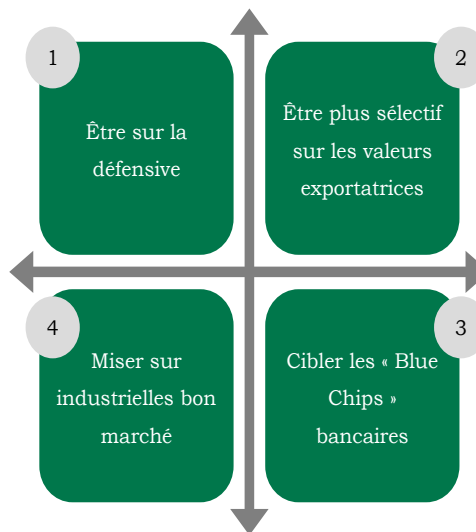 1
Être sur la
défensive
2
Être plus sélectif
sur les valeurs
exportatrices
4
Miser sur
industrielles bon
marché
3
Cibler les « Blue
Chips »
bancaires